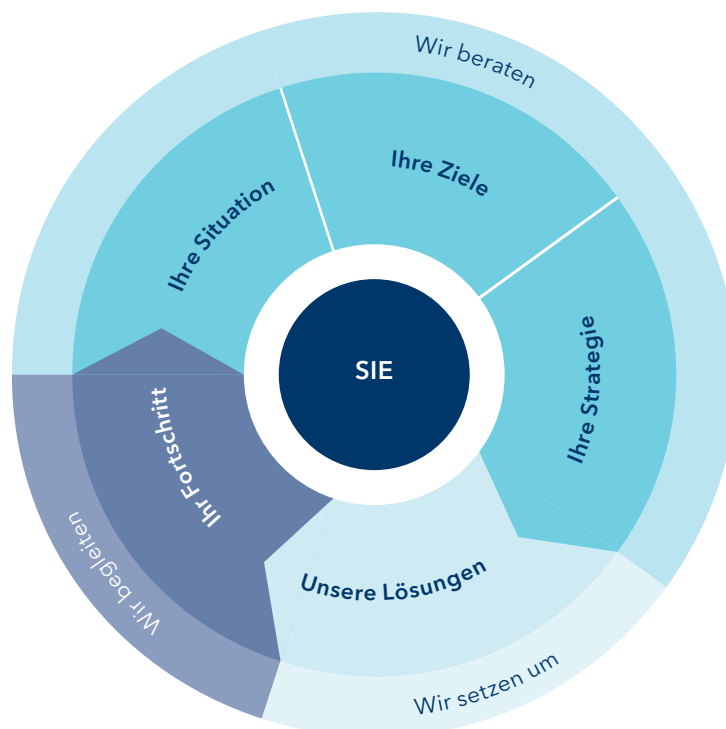 Wir beraten
Ihre Ziele
Ihre Situation
Ihre Strategie
SIE
Ihr Fortschritt
Unsere Lösungen
Wir begleiten
Wir setzen um